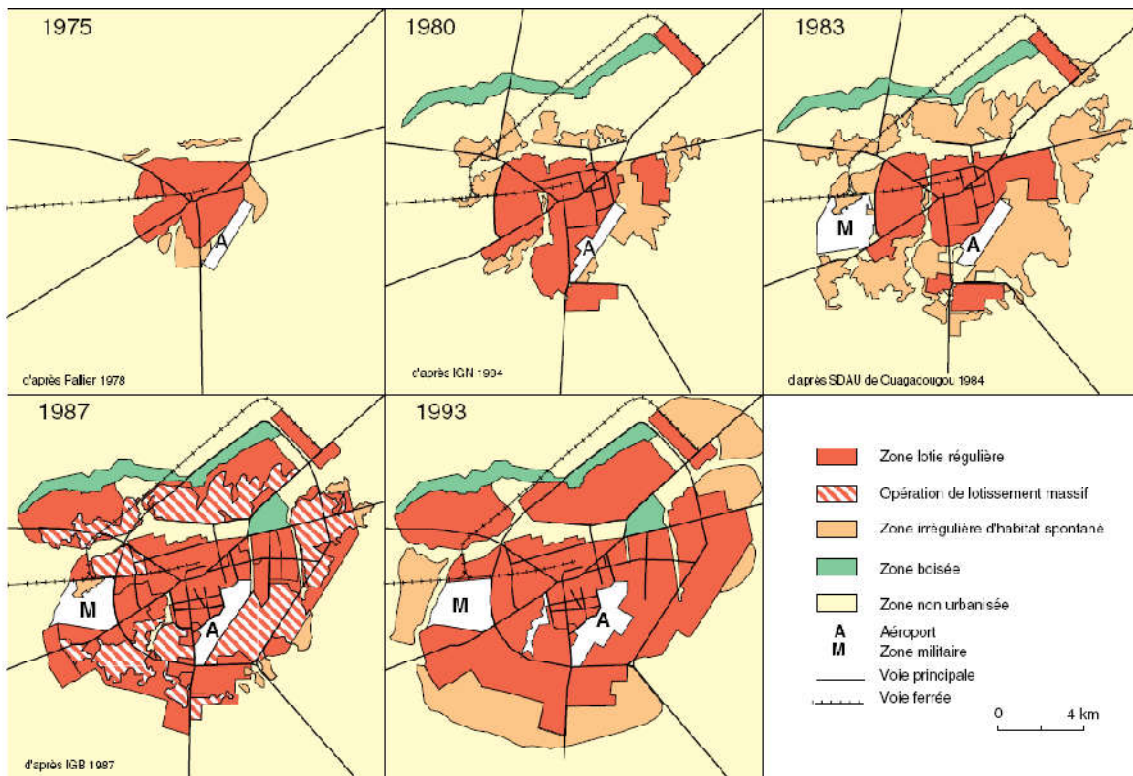 1975
A
d'après Pallier 1978
1980
A
d'après IGN 1984
1983
M
A
d'après SDAU de Ouagadougou 1984
1987
M
A
d'après IGB 1987
1993
M
A
Zone lotie régulière
Opération de lotissement massif
Zone irrégulière d'habitat spontané
Zone boisée
Zone non urbanisée
A Aéroport
M Zone militaire
Voie principale
Voie ferrée
0 4 km